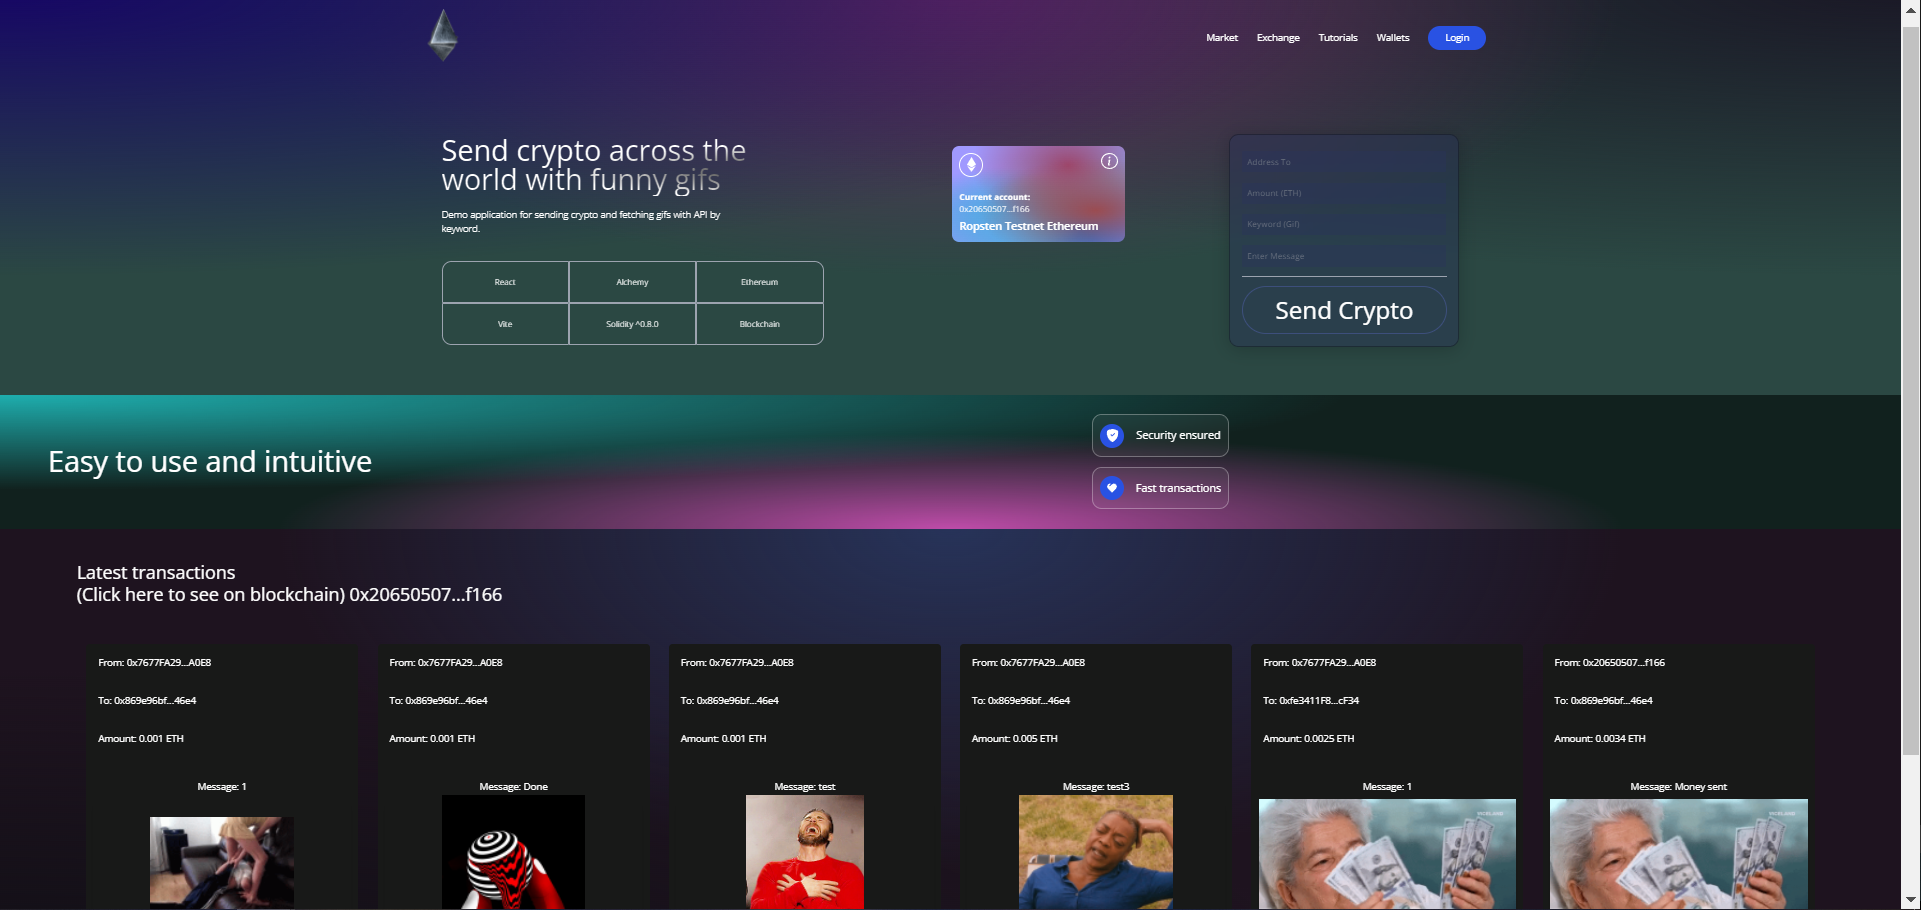 Market Exchange Tutorials Wallets Login
Send crypto across the
world with funny gifs
Demo application for sending crypto and fetching gifs with API by
keyword.
React Alchemy Ethereum
Vite Solidity ^0.8.0 Blockchain
i
Current account:
0x20650507...f166
Ropsten Testnet Ethereum
Address To
Amount (ETH)
Keyword (Gif)
Enter Message
Send Crypto
Easy to use and intuitive
Security ensured
Fast transactions
Latest transactions
(Click here to see on blockchain) 0x20650507...f166
From: 0x7677FA29...A0E8
To: 0x869e96bf...46e4
Amount: 0.001 ETH
Message: 1
From: 0x7677FA29...A0E8
To: 0x869e96bf...46e4
Amount: 0.001 ETH
Message: Done
From: 0x7677FA29...A0E8
To: 0x869e96bf...46e4
Amount: 0.001 ETH
Message: test
From: 0x7677FA29...A0E8
To: 0x869e96bf...46e4
Amount: 0.005 ETH
Message: test3
From: 0x7677FA29...A0E8
To: 0xfe3411F8...cF34
Amount: 0.0025 ETH
Message: 1
VICELAND
From: 0x20650507...f166
To: 0x869e96bf...46e4
Amount: 0.0034 ETH
Message: Money sent
VICELAND